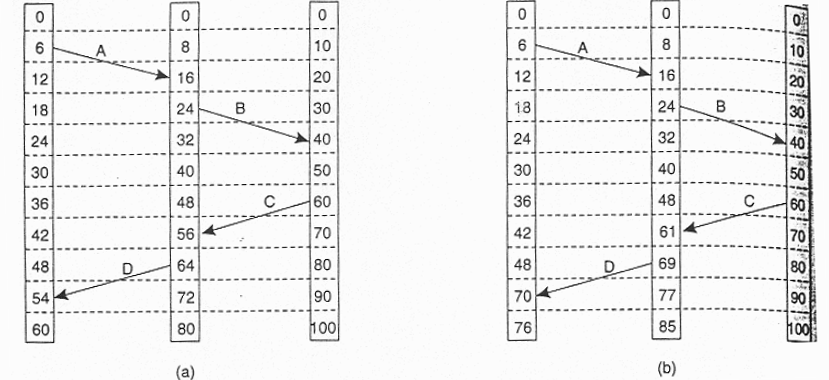 0 0 0 0 0 0
6 A 8 10 6 A 8 10
12 16 20 12 16 20
18 24 B 30 18 24 B 30
24 32 40 24 32 40
30 40 50 30 40 50
36 48 C 60 36 48 C 60
42 56 70 42 61 70
48 D 64 80 48 D 69 80
54 72 90 70 77 90
60 80 100 76 85 100
(a) (b)